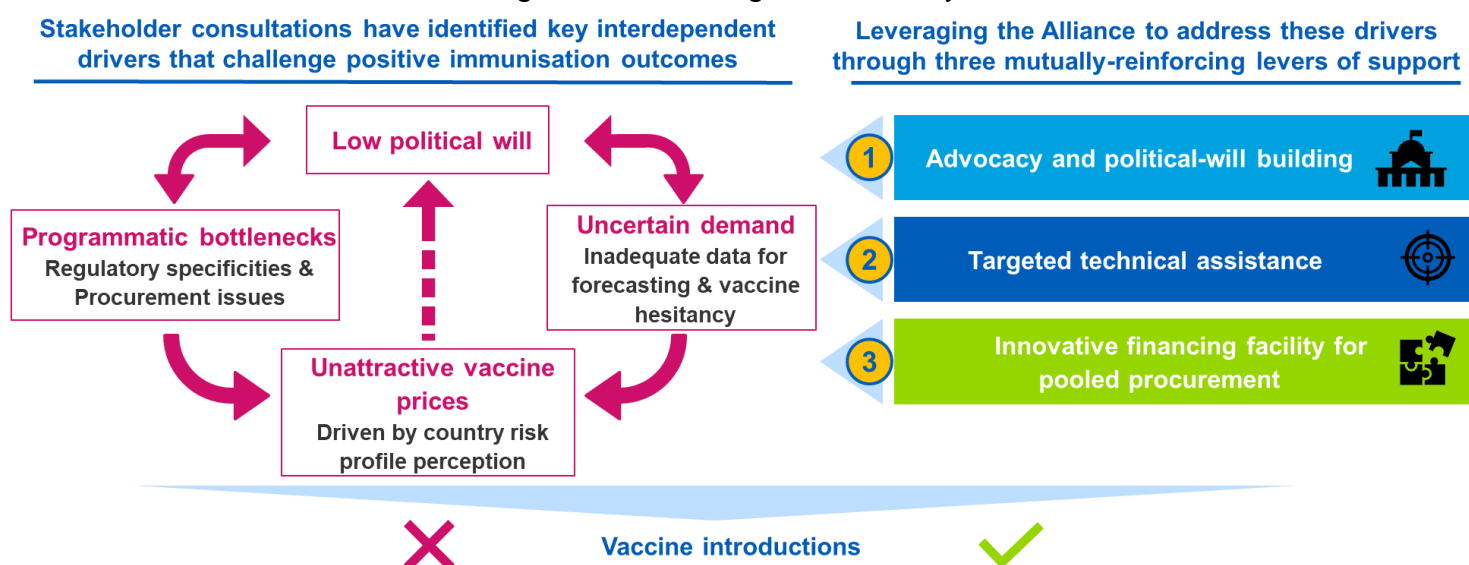 Stakeholder consultations have identified key interdependent
drivers that challenge positive immunisation outcomes
Low political will
Programmatic bottlenecks
Regulatory specificities &
Procurement issues
Uncertain demand
Inadequate data for
forecasting & vaccine
hesitancy
Unattractive vaccine
prices
Driven by country risk
profile perception
Leveraging the Alliance to address these drivers
through three mutually-reinforcing levers of support
1
Advocacy and political-will building
2
Targeted technical assistance
3
Innovative financing facility for
pooled procurement
Vaccine introductions